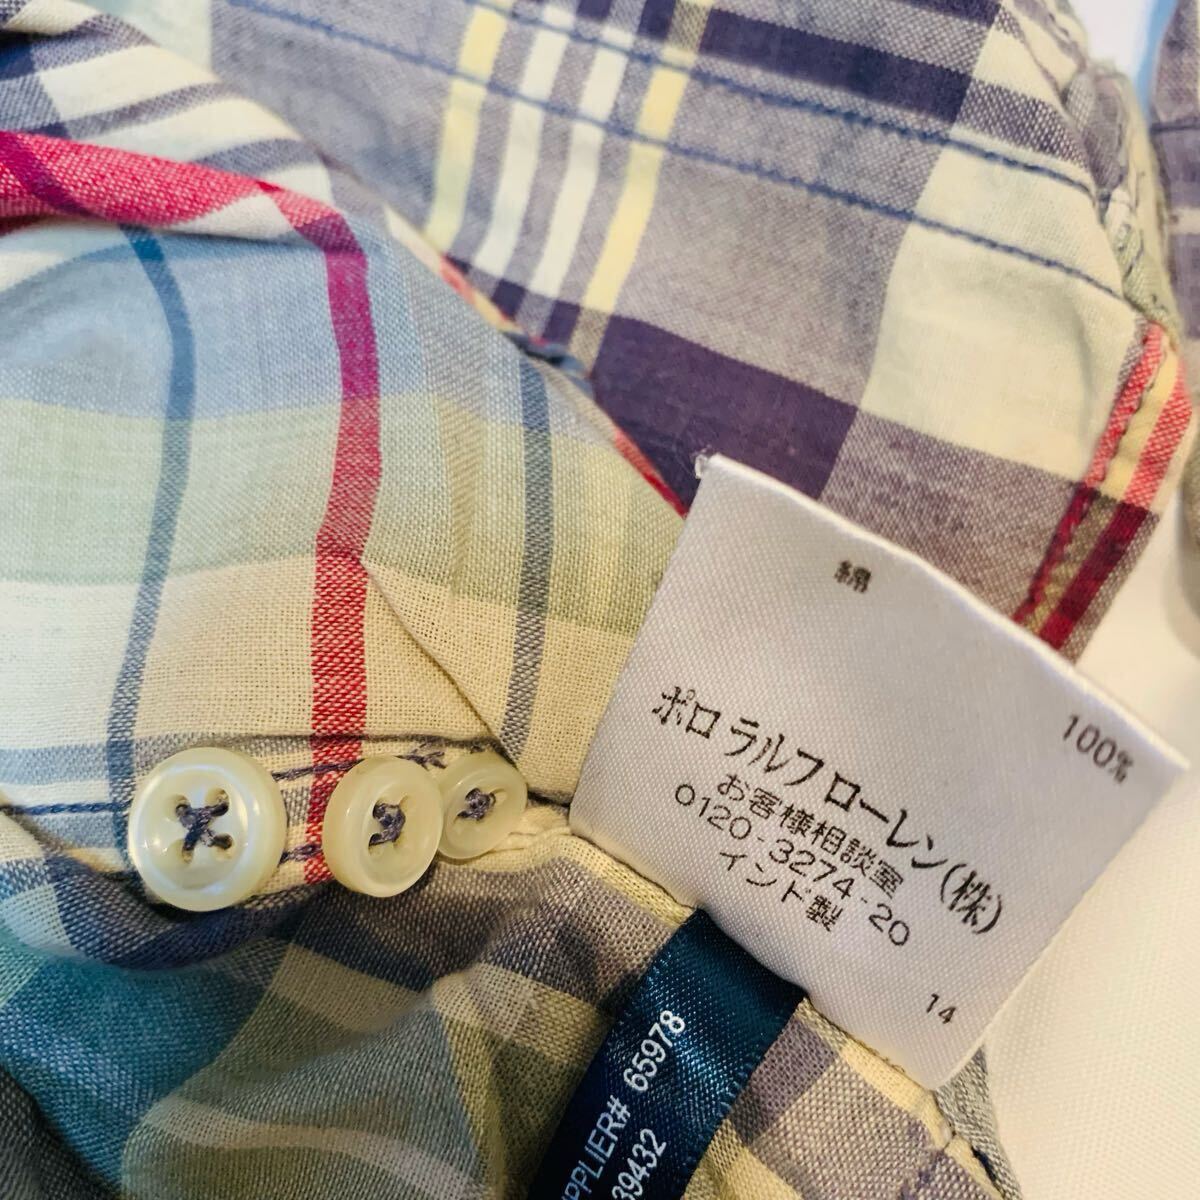 綿
100%
ポロ ラルフ ローレン(株)
お客様相談室
0120-3274-20
インド製
14
PPLIER# 65978
39432